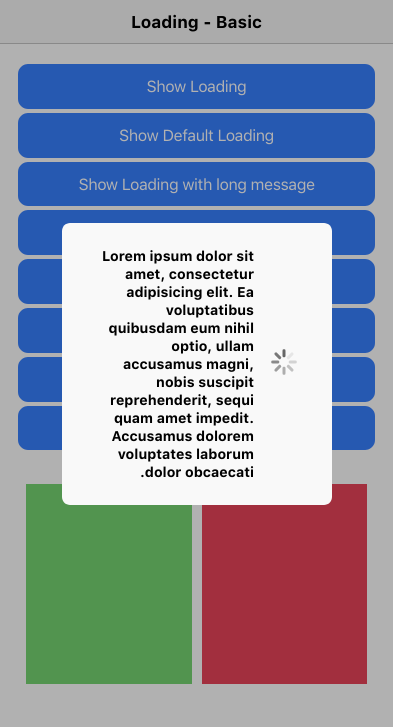 Loading - Basic
Show Loading
Show Default Loading
Show Loading with long message
Lorem ipsum dolor sit
amet, consectetur
adipisicing elit. Ea
voluptatibus
quibusdam eum nihil
optio, ullam
accusamus magni,
nobis suscipit
reprehenderit, sequi
quam amet impedit.
Accusamus dolorem
voluptates laborum
.dolor obcaecati